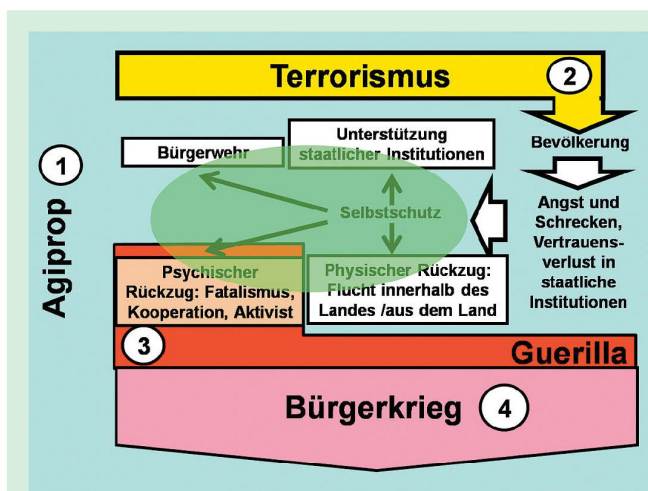 Agiprop
1
Terrorismus
2
Bevölkerung
Angst und
Schrecken,
Vertrauens-
verlust in
staatliche
Institutionen
Bürgerwehr
Unterstützung
staatlicher Institutionen
Selbstschutz
Psychischer
Rückzug: Fatalismus,
Kooperation, Aktivist
Physischer Rückzug:
Flucht innerhalb des
Landes /aus dem Land
3
Guerilla
Bürgerkrieg
4